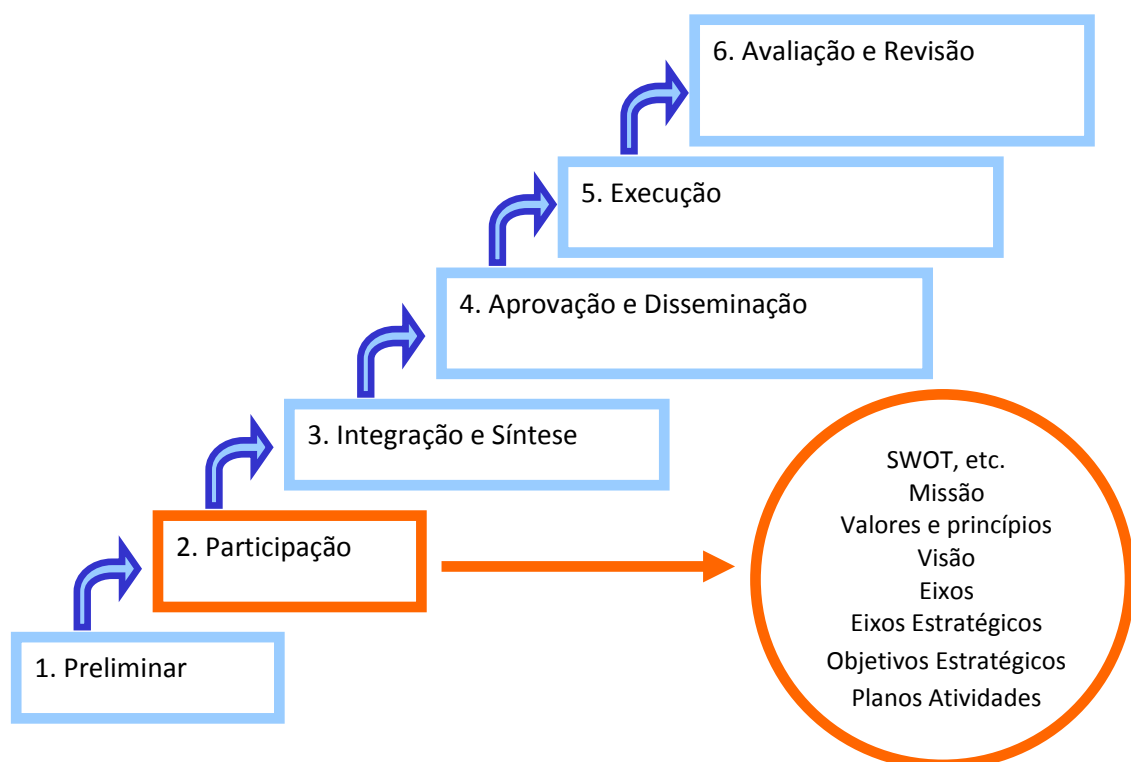 6. Avaliação e Revisão
5. Execução
4. Aprovação e Disseminação
3. Integração e Síntese
2. Participação
1. Preliminar
SWOT, etc.
Missão
Valores e princípios
Visão
Eixos
Eixos Estratégicos
Objetivos Estratégicos
Planos Atividades